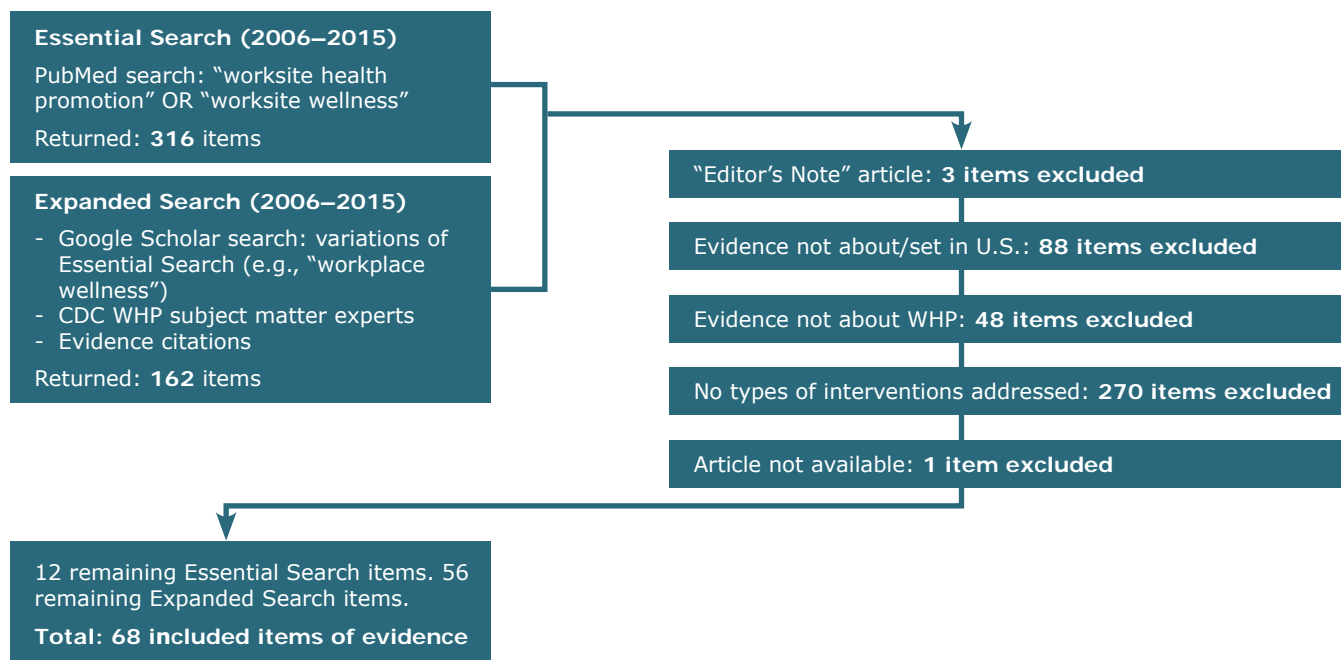 Essential Search (2006–2015)
PubMed search: “worksite health
promotion” OR “worksite wellness”
Returned: 316 items
Expanded Search (2006–2015)
- Google Scholar search: variations of
Essential Search (e.g., “workplace
wellness”)
- CDC WHP subject matter experts
- Evidence citations
Returned: 162 items
“Editor’s Note” article: 3 items excluded
Evidence not about/set in U.S.: 88 items excluded
Evidence not about WHP: 48 items excluded
No types of interventions addressed: 270 items excluded
Article not available: 1 item excluded
12 remaining Essential Search items. 56
remaining Expanded Search items.
Total: 68 included items of evidence